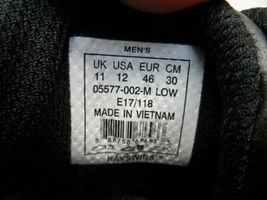 MEN'S
UK USA EUR CM
11 12 46 30
05577-002-M LOW
E17/118
MADE IN VIETNAM